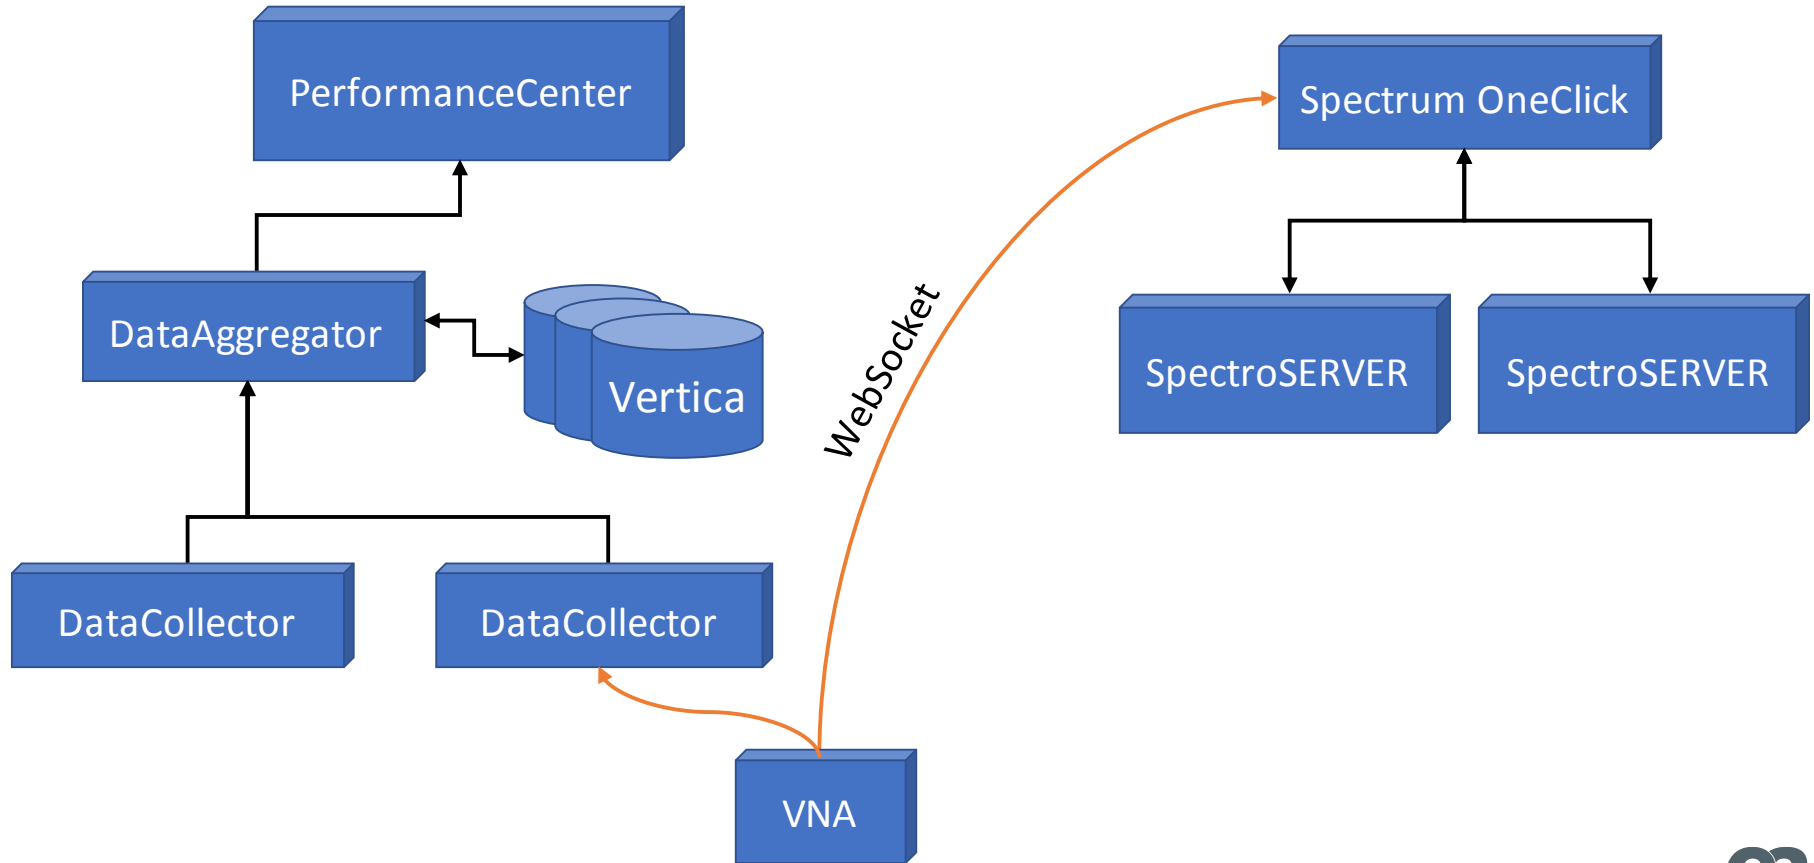 PerformanceCenter
Spectrum OneClick
DataAggregator
Vertica
WebSocket
SpectroSERVER
SpectroSERVER
DataCollector
DataCollector
VNA